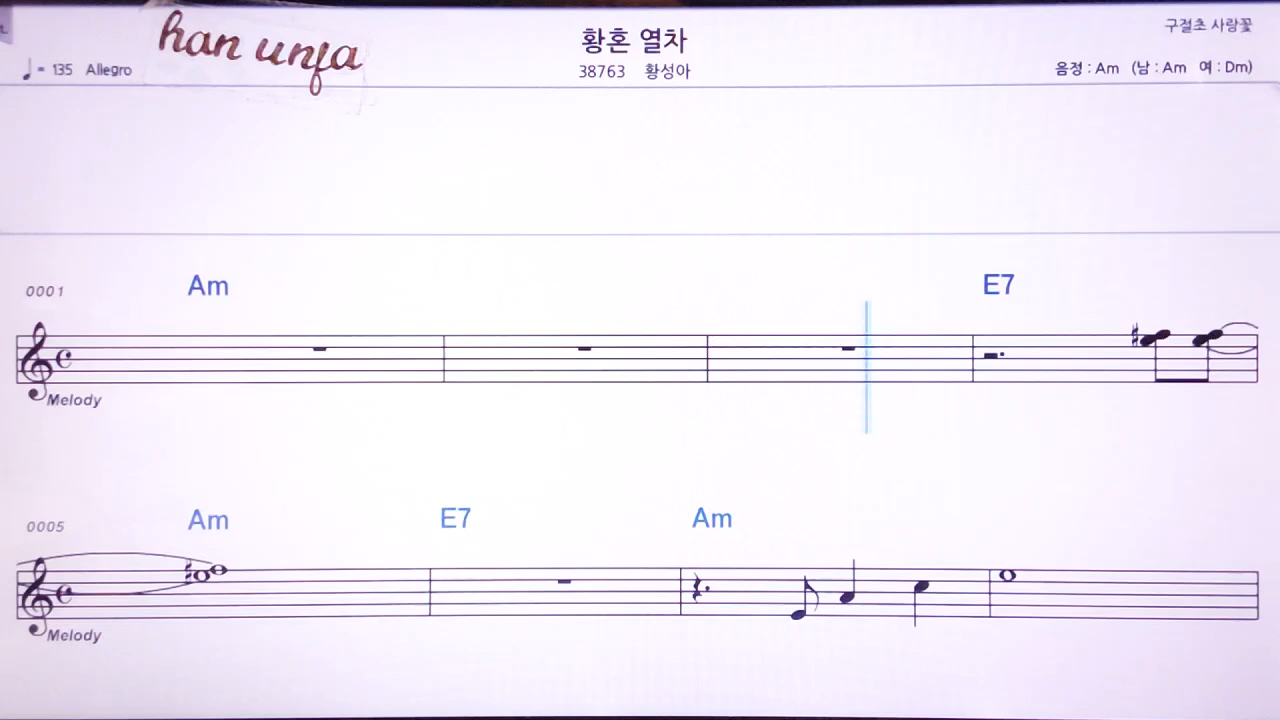 han unfa
황혼 열차
구절초 사랑꽃
♩ = 135 Allegro
38763 황성아
음정 : Am (남 : Am 여 : Dm)
0001 Am E7
Melody
0005 Am E7 Am
Melody